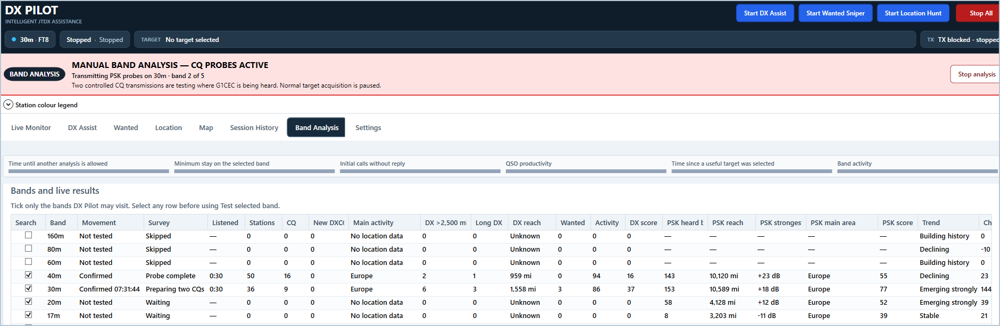 DX PILOT
INTELLIGENT JTDX ASSISTANCE
Start DX Assist Start Wanted Sniper Start Location Hunt Stop All
30m · FT8 Stopped · Stopped TARGET No target selected TX TX blocked - stopped
BAND ANALYSIS
MANUAL BAND ANALYSIS — CQ PROBES ACTIVE
Transmitting PSK probes on 30m · band 2 of 5
Two controlled CQ transmissions are testing where G1CEC is being heard. Normal target acquisition is paused.
Stop analysis
Station colour legend
Live Monitor DX Assist Wanted Location Map Session History Band Analysis Settings
Time until another analysis is allowed Minimum stay on the selected band Initial calls without reply QSO productivity Time since a useful target was selected Band activity
Bands and live results
Tick only the bands DX Pilot may visit. Select any row before using Test selected band.
Search Band Movement Survey Listened Stations CQ New DXC Main activity DX >2,500 mi Long DX DX reach Wanted Activity DX score PSK heard b PSK reach PSK stronges PSK main area PSK score Trend Ch
160m Not tested Skipped — 0 0 0 No location data 0 0 Unknown 0 0 0 — — — — — Building history 0
80m Not tested Skipped — 0 0 0 No location data 0 0 Unknown 0 0 0 — — — — — Declining -10
60m Not tested Skipped — 0 0 0 No location data 0 0 Unknown 0 0 0 — — — — — Building history 0
40m Confirmed Probe complete 0:30 50 16 0 Europe 2 1 959 mi 0 94 16 143 10,120 mi +23 dB Europe 55 Declining 23
30m Confirmed 07:31:44 Preparing two CQs 0:30 36 9 0 Europe 6 3 1,558 mi 3 86 37 153 10,589 mi +18 dB Europe 77 Emerging strongly 144
20m Not tested Waiting — 0 0 0 No location data 0 0 Unknown 0 0 0 58 4,128 mi +12 dB Europe 52 Emerging strongly 39
17m Not tested Waiting — 0 0 0 No location data 0 0 Unknown 0 0 0 8 3,203 mi -11 dB Europe 39 Stable 21